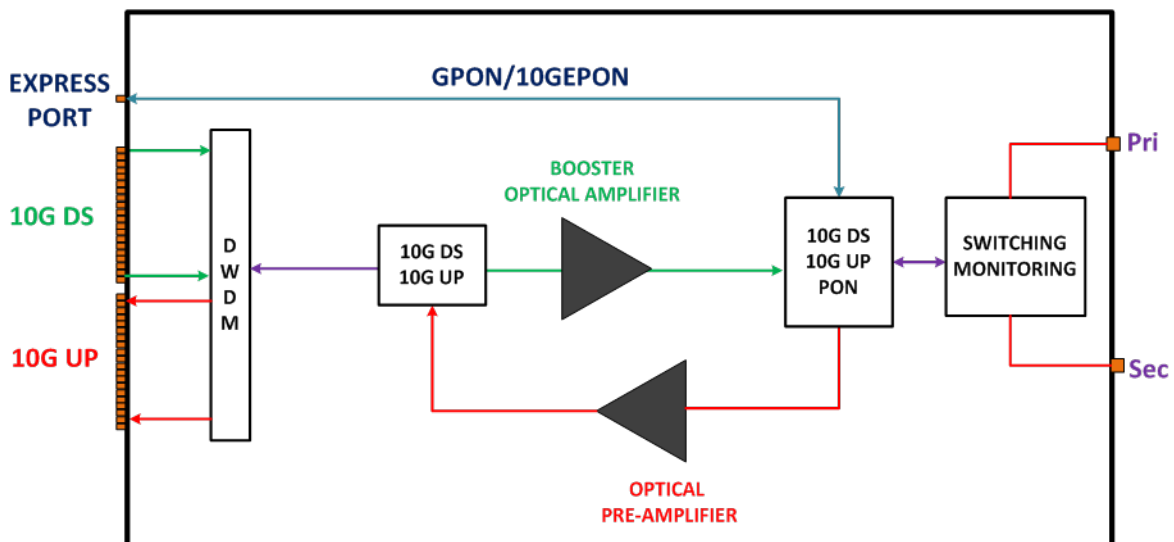 EXPRESS
PORT
GPON/10GEPON
10G DS
10G UP
D
W
D
M
10G DS
10G UP
BOOSTER
OPTICAL AMPLIFIER
OPTICAL
PRE-AMPLIFIER
10G DS
10G UP
PON
SWITCHING
MONITORING
Pri
Sec